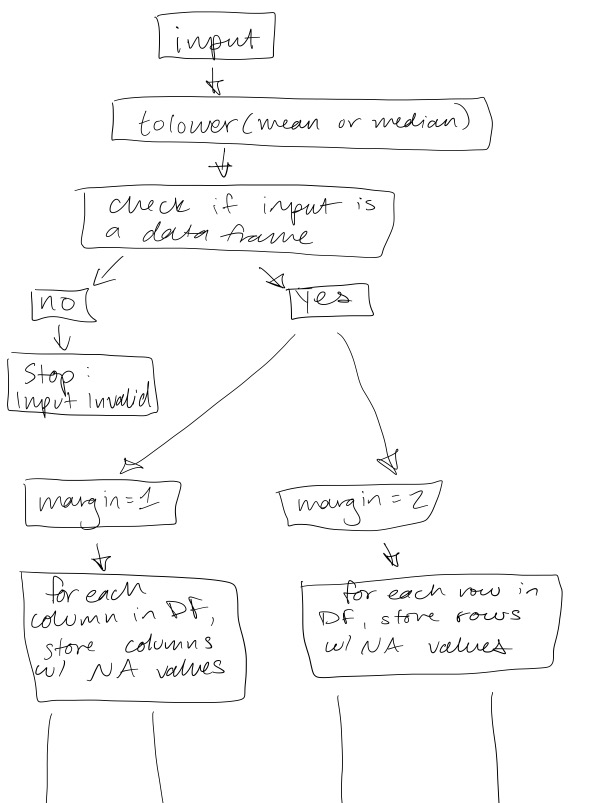 input
tolower(mean or median)
check if input is
a data frame
no
yes
Stop:
Input invalid
margin=1
margin=2
for each
column in DF,
store columns
w/ NA values
for each row in
DF, store rows
w/ NA values